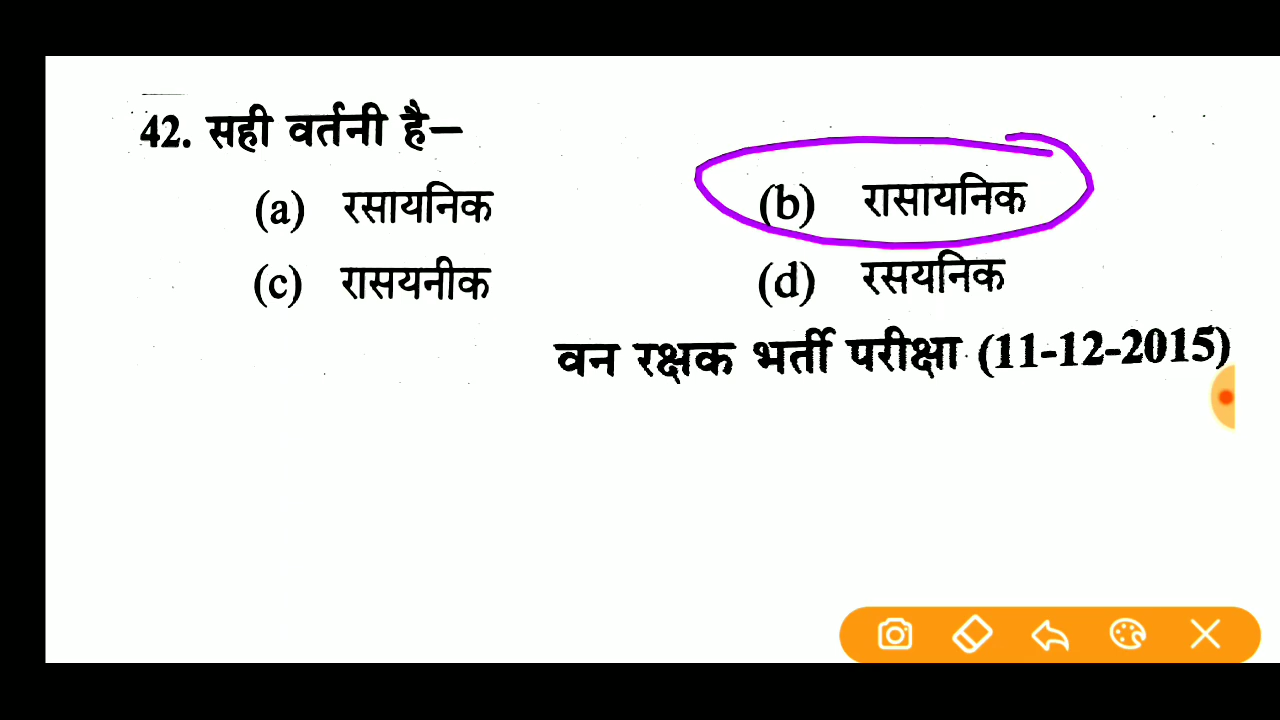 42. सही वर्तनी है–
(a) रसायनिक (b) रासायनिक
(c) रासयनीक (d) रसयनिक
वन रक्षक भर्ती परीक्षा (11-12-2015)